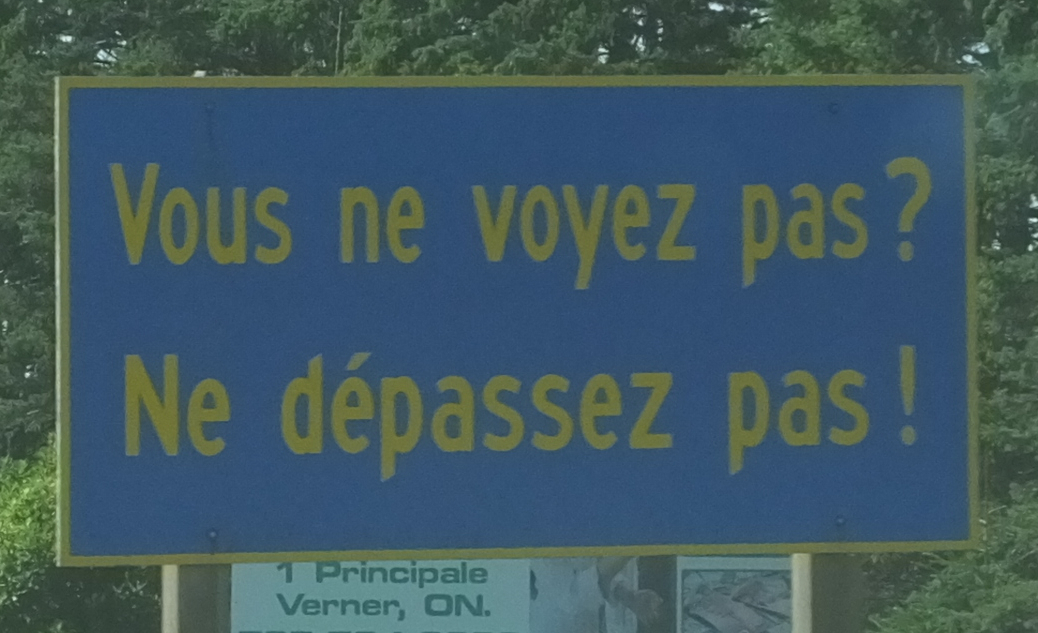 Vous ne voyez pas?
Ne dépassez pas!
1 Principale
Verner, ON.